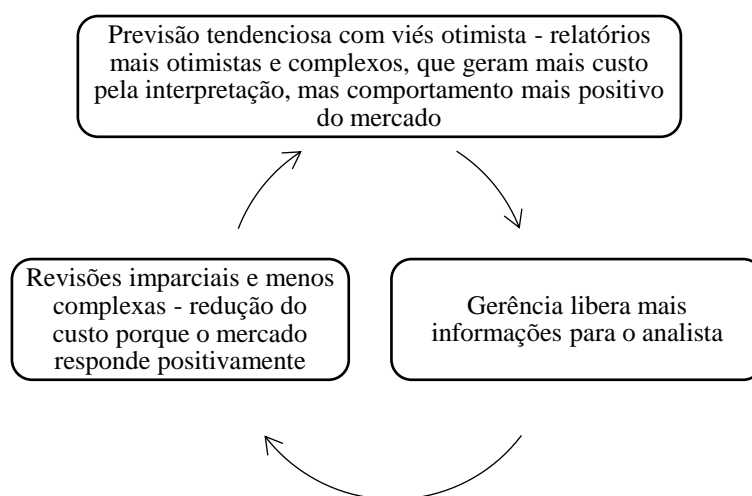 Previsão tendenciosa com viés otimista - relatórios
mais otimistas e complexos, que geram mais custo
pela interpretação, mas comportamento mais positivo
do mercado
Revisões imparciais e menos
complexas - redução do
custo porque o mercado
responde positivamente
Gerência libera mais
informações para o analista